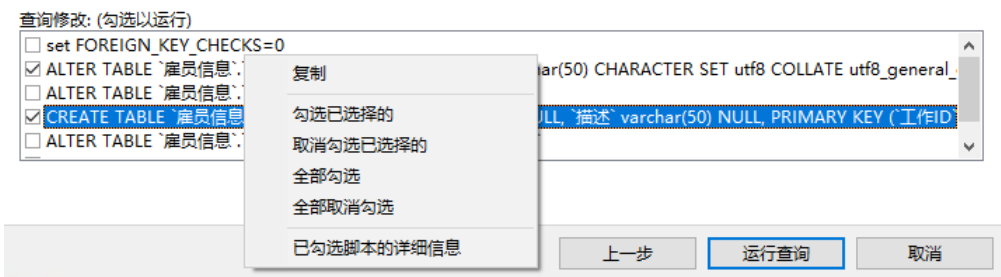 查询修改: (勾选以运行)
set FOREIGN_KEY_CHECKS=0
ALTER TABLE `雇员信息`. har(50) CHARACTER SET utf8 COLLATE utf8_general_
ALTER TABLE `雇员信息`.
CREATE TABLE `雇员信息 ULL, `描述` varchar(50) NULL, PRIMARY KEY (`工作ID
ALTER TABLE `雇员信息`.
复制
勾选已选择的
取消勾选已选择的
全部勾选
全部取消勾选
已勾选脚本的详细信息
上一步 运行查询 取消